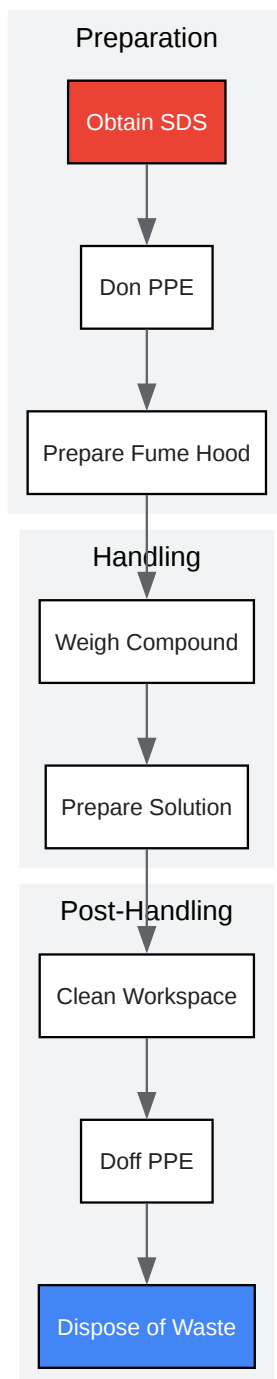 Preparation
Obtain SDS
Don PPE
Prepare Fume Hood
Handling
Weigh Compound
Prepare Solution
Post-Handling
Clean Workspace
Doff PPE
Dispose of Waste